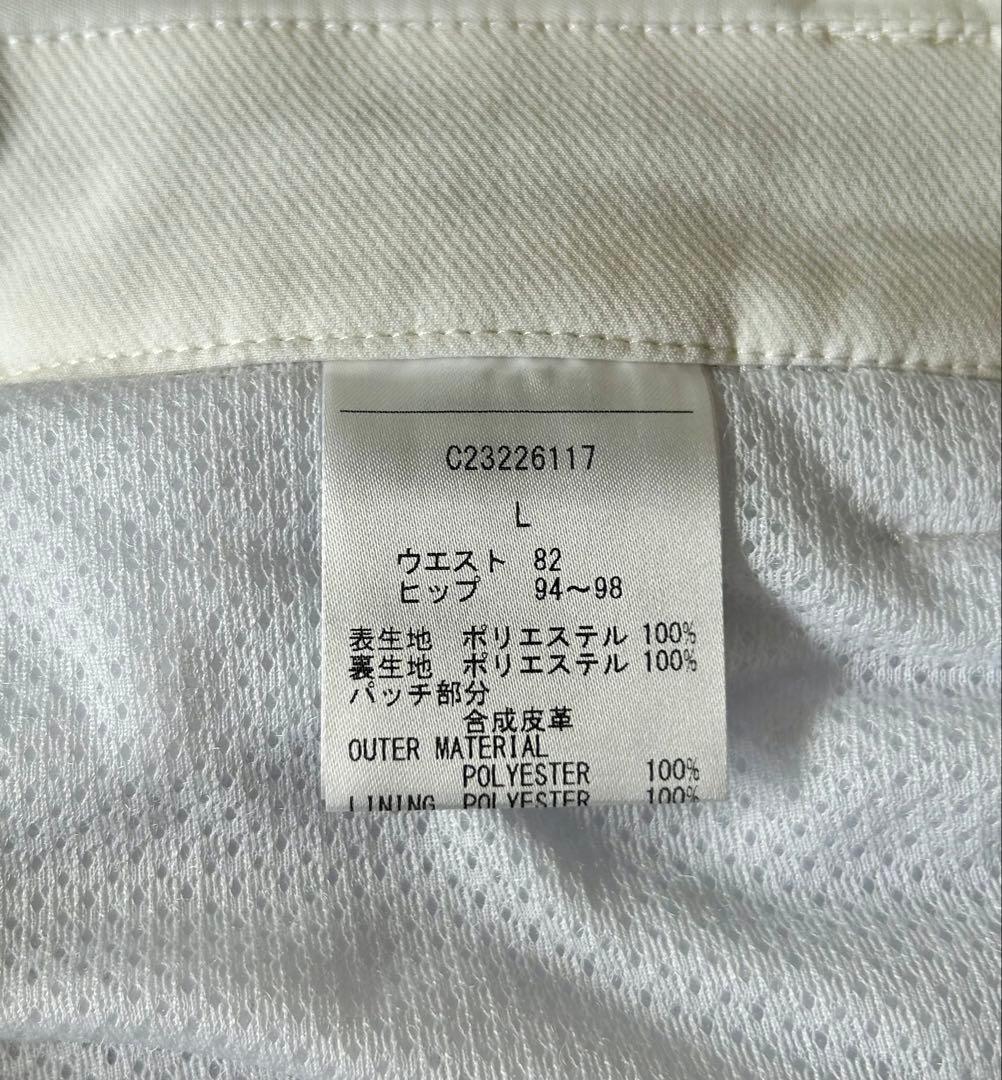 C23226117
L
ウエスト 82
ヒップ 94〜98
表生地 ポリエステル 100%
裏生地 ポリエステル 100%
パッチ部分
合成皮革
OUTER MATERIAL
POLYESTER 100%
LINING POLYESTER 100%